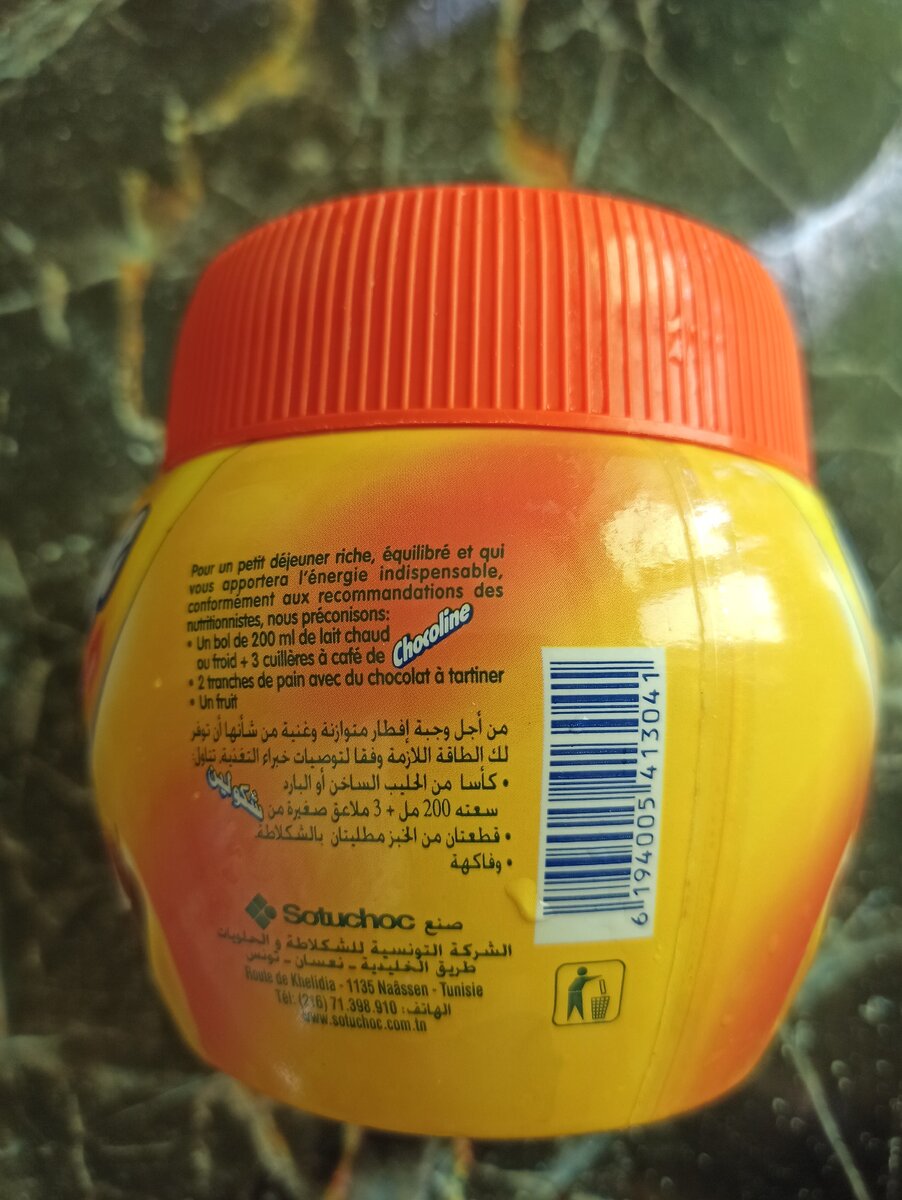 Pour un petit déjeuner riche, équilibré et qui
vous apportera l'énergie indispensable,
conformément aux recommandations des
nutritionnistes, nous préconisons:
• Un bol de 200 ml de lait chaud
ou froid + 3 cuillères à café de Chocoline
• 2 tranches de pain avec du chocolat à tartiner
• Un fruit
من أجل وجبة إفطار متوازنة وغنية من شأنها أن توفر
لك الطاقة اللازمة وفقا لتوصيات خبراء التغذية، تناول:
• كأسا من الحليب الساخن أو البارد
سعته 200 مل + 3 ملاعق صغيرة من شكولين
• قطعتان من الخبز مطليتان بالشكلاطة.
• وفاكهة
صنع Sotuchoc
الشركة التونسية للشكلاطة و الحلويات
طريق الخليدية - نعسان - تونس
Route de Khelidia - 1135 Naâssen - Tunisie
Tél: (216) 71.398.910 :الهاتف
www.sotuchoc.com.tn
6 194005 413041